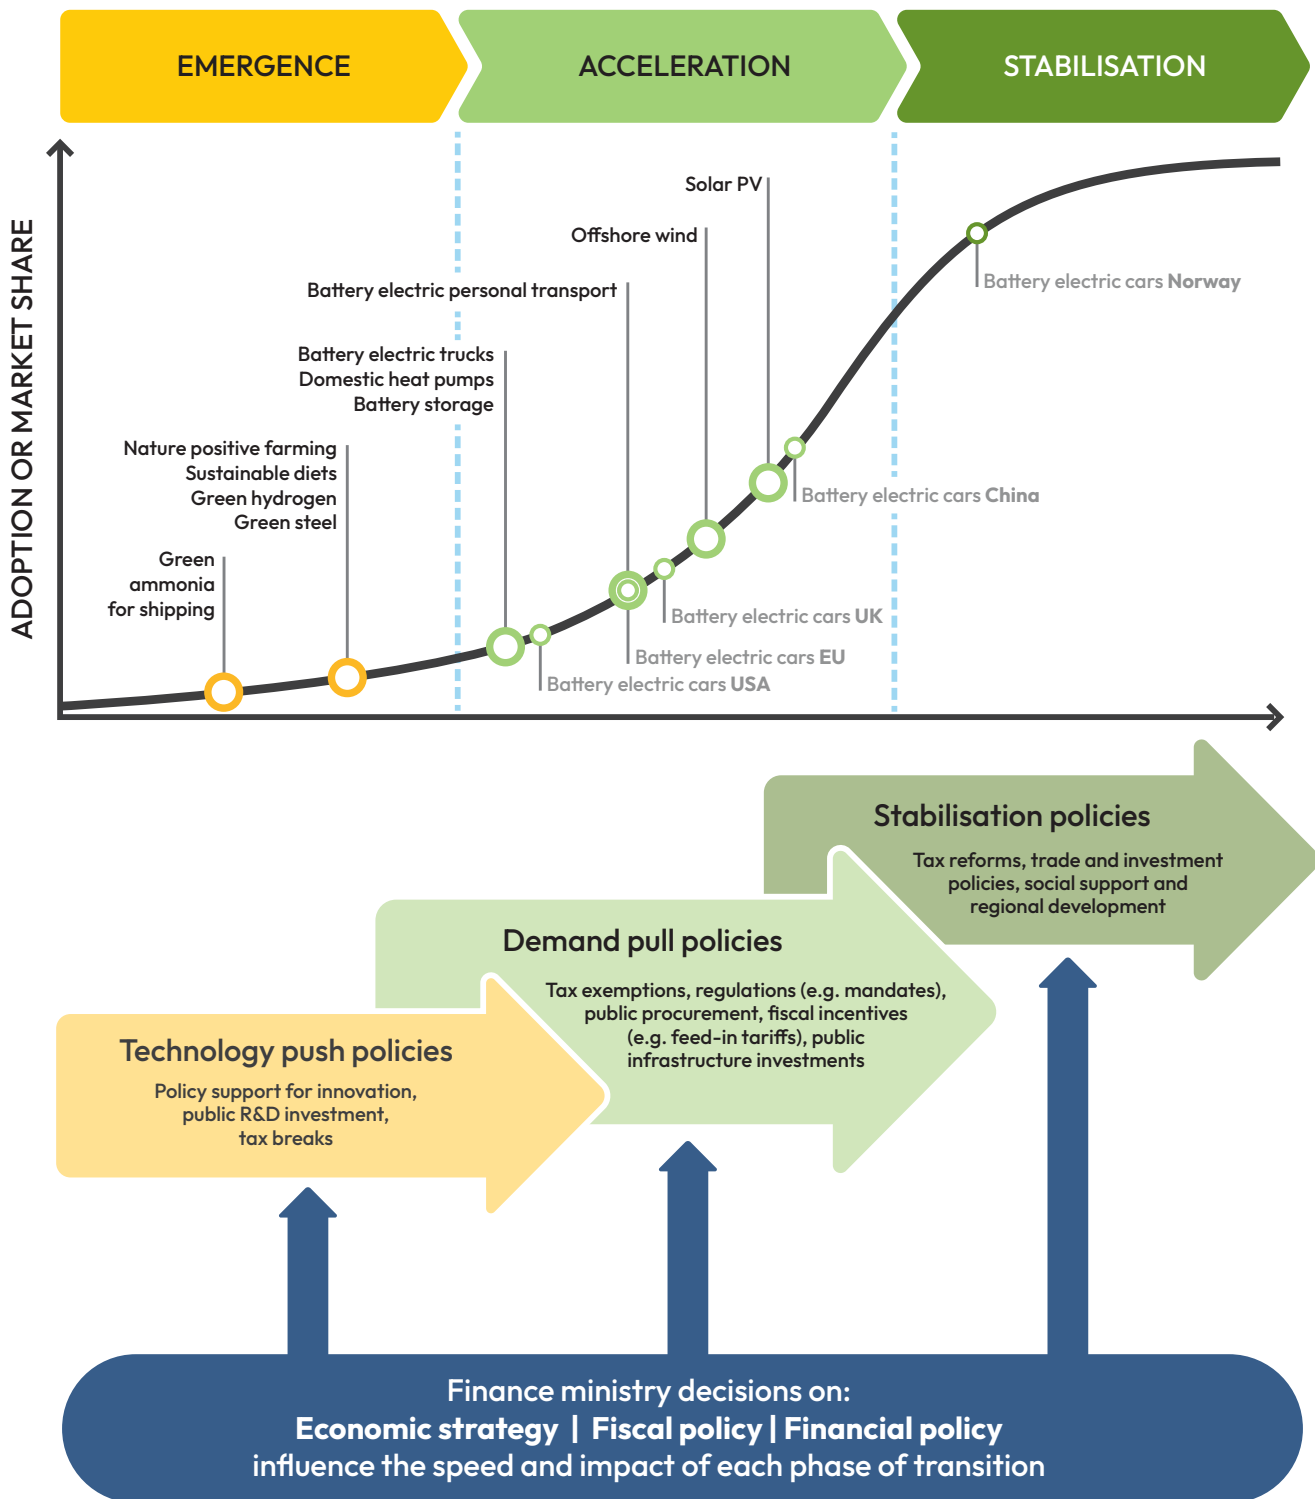 EMERGENCE
ACCELERATION
STABILISATION
ADOPTION OR MARKET SHARE
Solar PV
Offshore wind
Battery electric cars Norway
Battery electric personal transport
Battery electric trucks
Domestic heat pumps
Battery storage
Nature positive farming
Sustainable diets
Green hydrogen
Green steel
Battery electric cars China
Green
ammonia
for shipping
Battery electric cars UK
Battery electric cars EU
Battery electric cars USA
Stabilisation policies
Tax reforms, trade and investment
policies, social support and
regional development
Demand pull policies
Tax exemptions, regulations (e.g. mandates),
public procurement, fiscal incentives
(e.g. feed-in tariffs), public
infrastructure investments
Technology push policies
Policy support for innovation,
public R&D investment,
tax breaks
Finance ministry decisions on:
Economic strategy | Fiscal policy | Financial policy
influence the speed and impact of each phase of transition